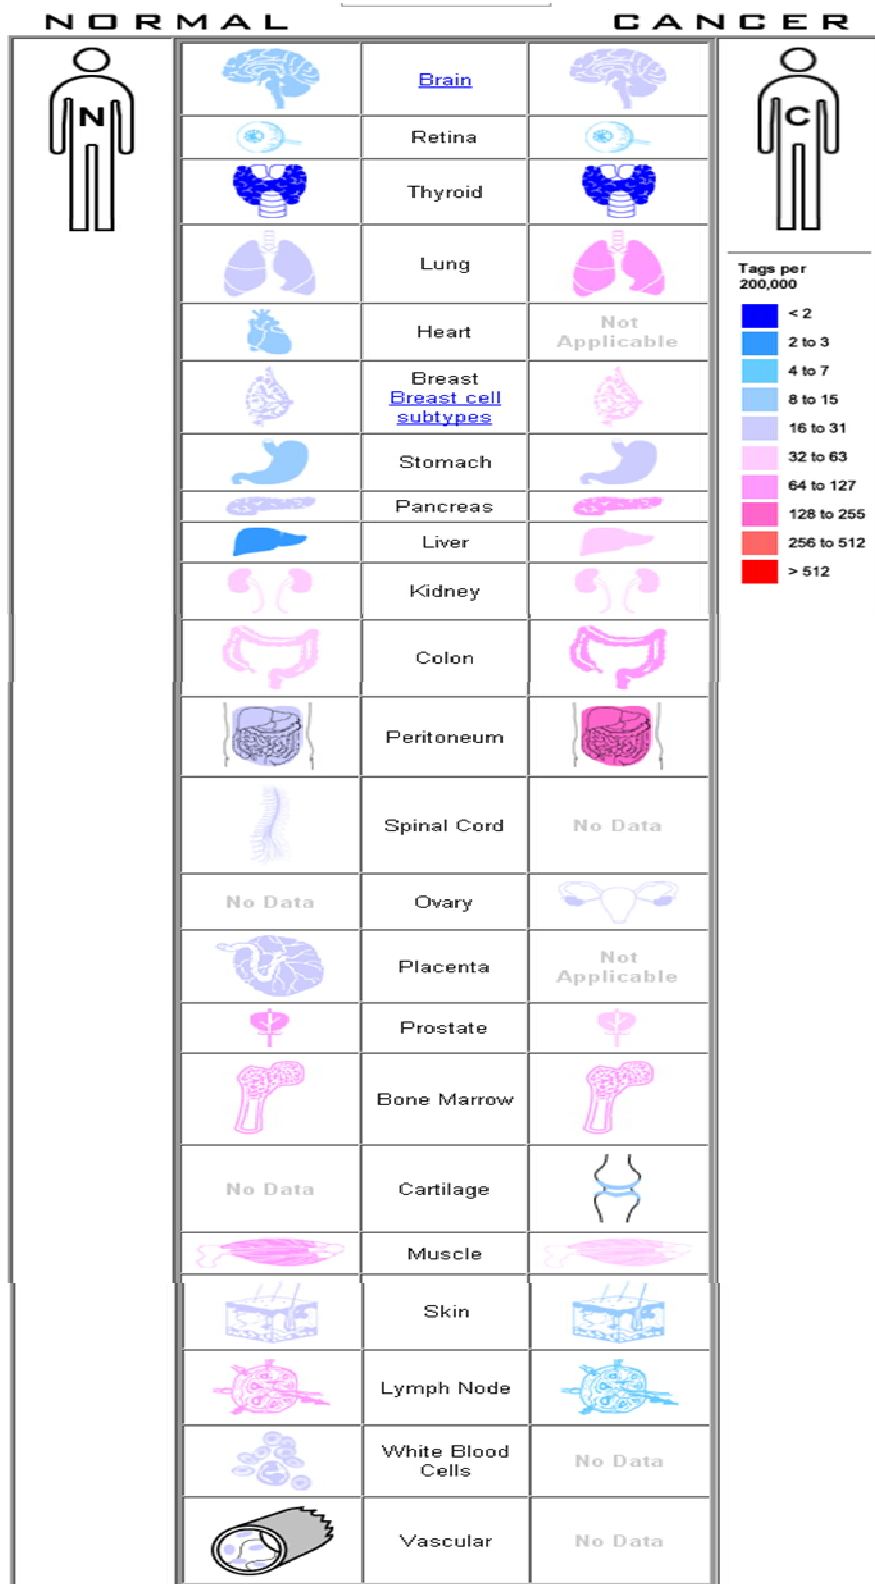 NORMAL
CANCER
N
C
Brain
Retina
Thyroid
Lung
Heart
Not
Applicable
Breast
Breast cell
subtypes
Stomach
Pancreas
Liver
Kidney
Colon
Peritoneum
Spinal Cord
No Data
No Data
Ovary
Placenta
Not
Applicable
Prostate
Bone Marrow
No Data
Cartilage
Muscle
Skin
Lymph Node
White Blood
Cells
No Data
Vascular
No Data
Tags per
200,000
< 2
2 to 3
4 to 7
8 to 15
16 to 31
32 to 63
64 to 127
128 to 255
256 to 512
> 512